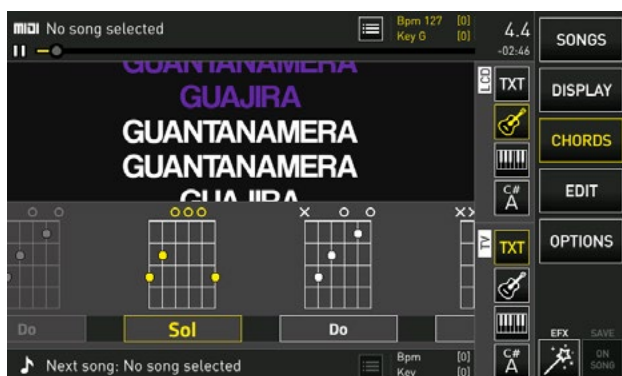 MIDI No song selected
Bpm 127 [0]
Key G [0]
4.4
-02:46
SONGS
GUANTANAMERA
GUAJIRA
GUANTANAMERA
GUANTANAMERA
GUAJIRA
LCD
TXT
DISPLAY
CHORDS
C#
A
EDIT
TV
TXT
OPTIONS
Do
Sol
Do
C#
A
EFX
SAVE
ON
SONG
Next song: No song selected
Bpm [0]
Key [0]